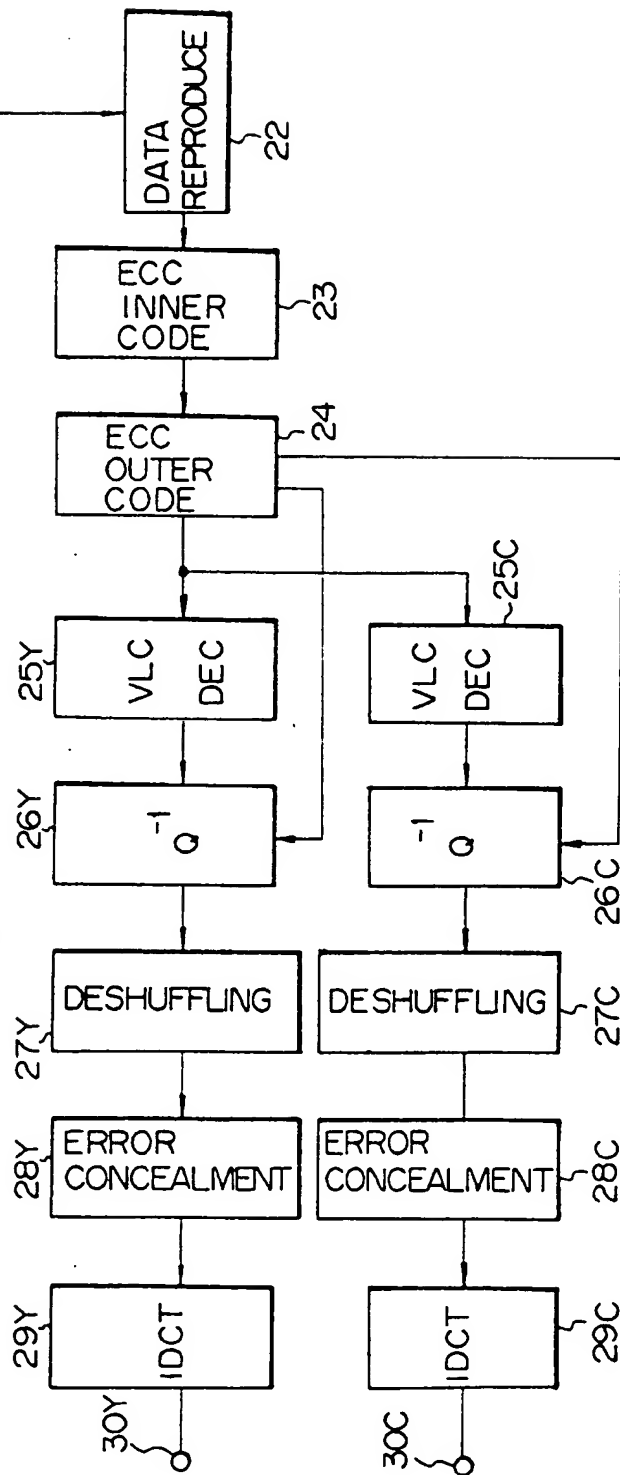 DATA
REPRODUCE
22
ECC
INNER
CODE
23
ECC
OUTER
CODE
24
25Y
VLC
DEC
25C
VLC
DEC
26Y
Q⁻¹
26C
Q⁻¹
27Y
DESHUFFLING
27C
DESHUFFLING
28Y
ERROR
CONCEALMENT
28C
ERROR
CONCEALMENT
29Y
IDCT
29C
IDCT
30Y
30C